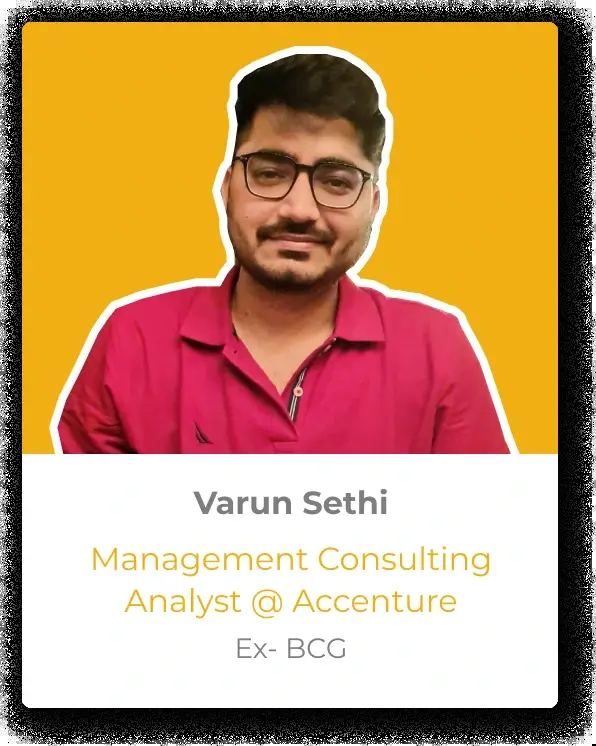 Varun Sethi
Management Consulting
Analyst @ Accenture
Ex- BCG